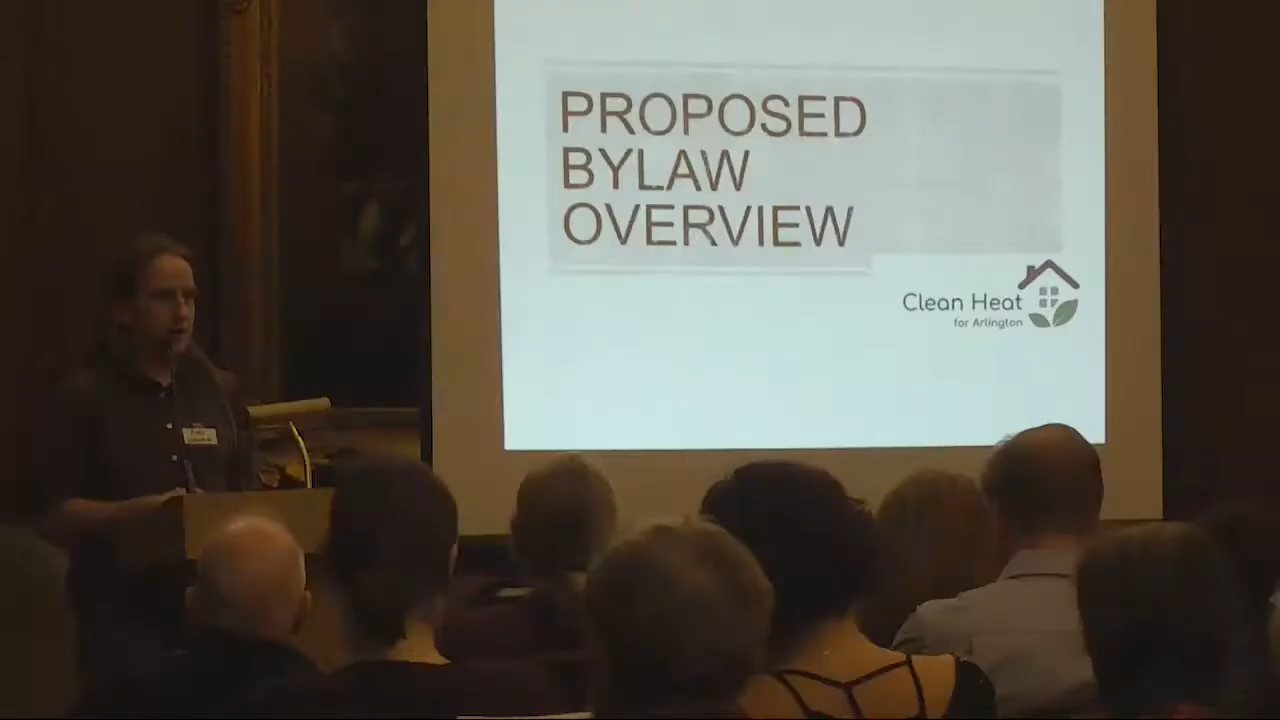 PROPOSED
BYLAW
OVERVIEW
Clean Heat
for Arlington